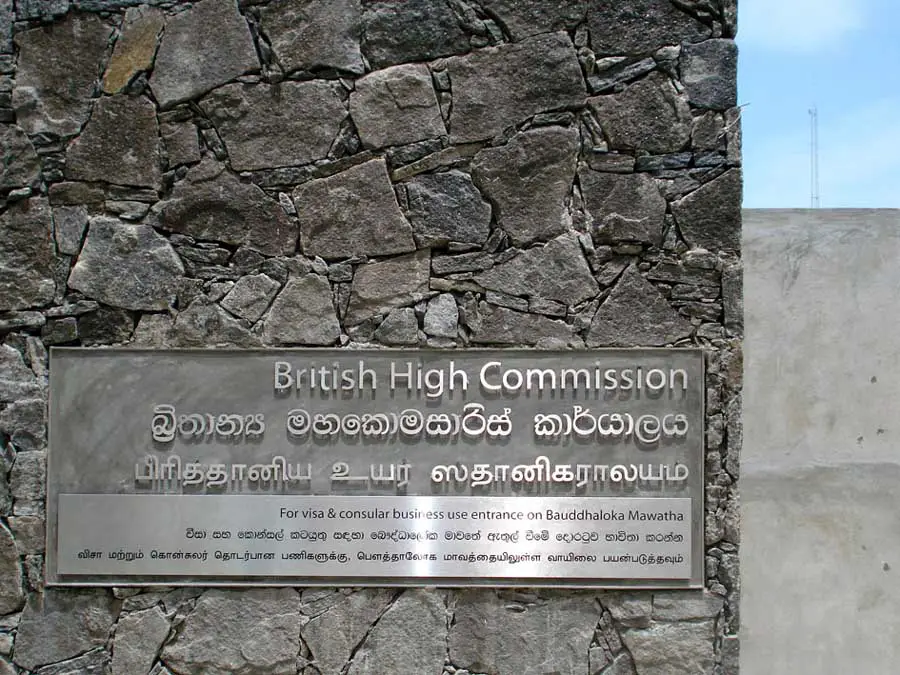 British High Commission
බ්‍රිතාන්‍ය මහකොමසාරිස් කාර්යාලය
பிரித்தானிய உயர் ஸ்தானிகராலயம்
For visa & consular business use entrance on Bauddhaloka Mawatha
වීසා සහ කොන්සල් කටයුතු සඳහා බෞද්ධාලෝක මාවතේ ඇතුල් වීමේ දොරටුව භාවිතා කරන්න
விசா மற்றும் கொன்சுலர் தொடர்பான பணிகளுக்கு, பௌத்தாலோக மாவத்தையிலுள்ள வாயிலை பயன்படுத்தவும்